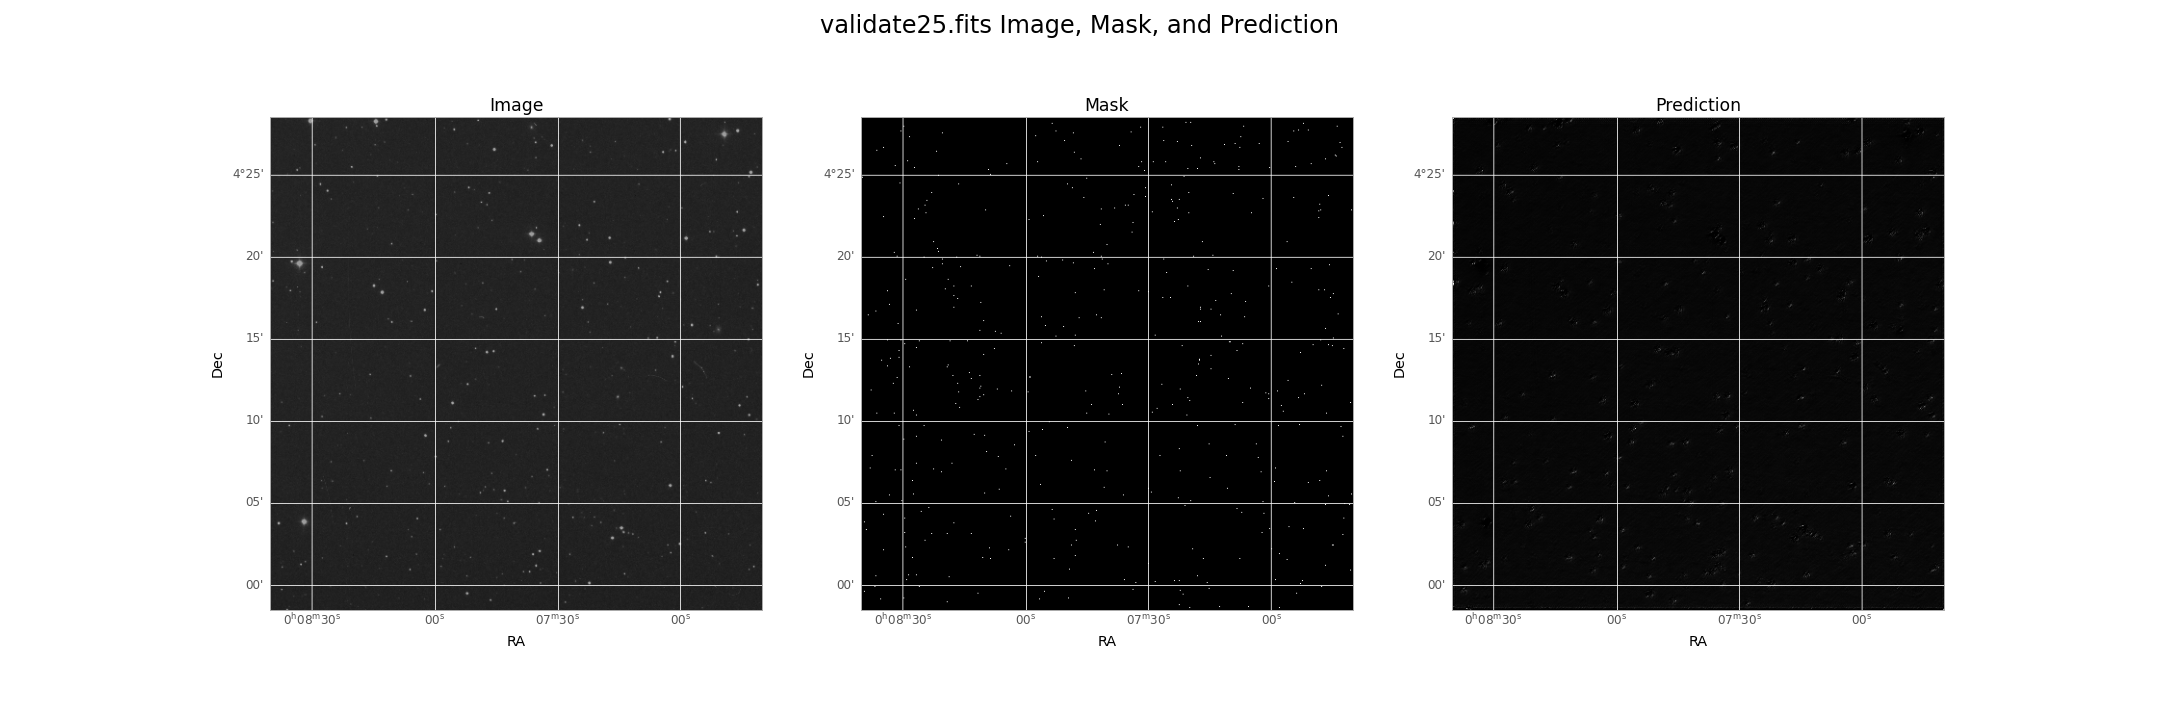 validate25.fits Image, Mask, and Prediction
Image
4°25'
20'
15'
10'
05'
00'
Dec
0ʰ08ᵐ30ˢ 00ˢ 07ᵐ30ˢ 00ˢ
RA
Mask
4°25'
20'
15'
10'
05'
00'
Dec
0ʰ08ᵐ30ˢ 00ˢ 07ᵐ30ˢ 00ˢ
RA
Prediction
4°25'
20'
15'
10'
05'
00'
Dec
0ʰ08ᵐ30ˢ 00ˢ 07ᵐ30ˢ 00ˢ
RA